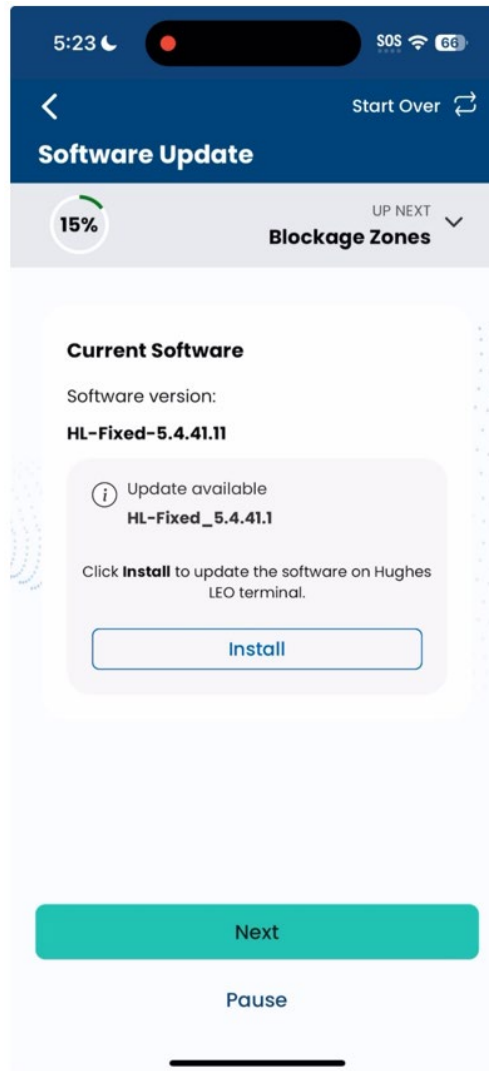 5:23
SOS 66
Start Over
Software Update
15%
UP NEXT
Blockage Zones
Current Software
Software version:
HL-Fixed-5.4.41.11
Update available
HL-Fixed_5.4.41.1
Click Install to update the software on Hughes
LEO terminal.
Install
Next
Pause